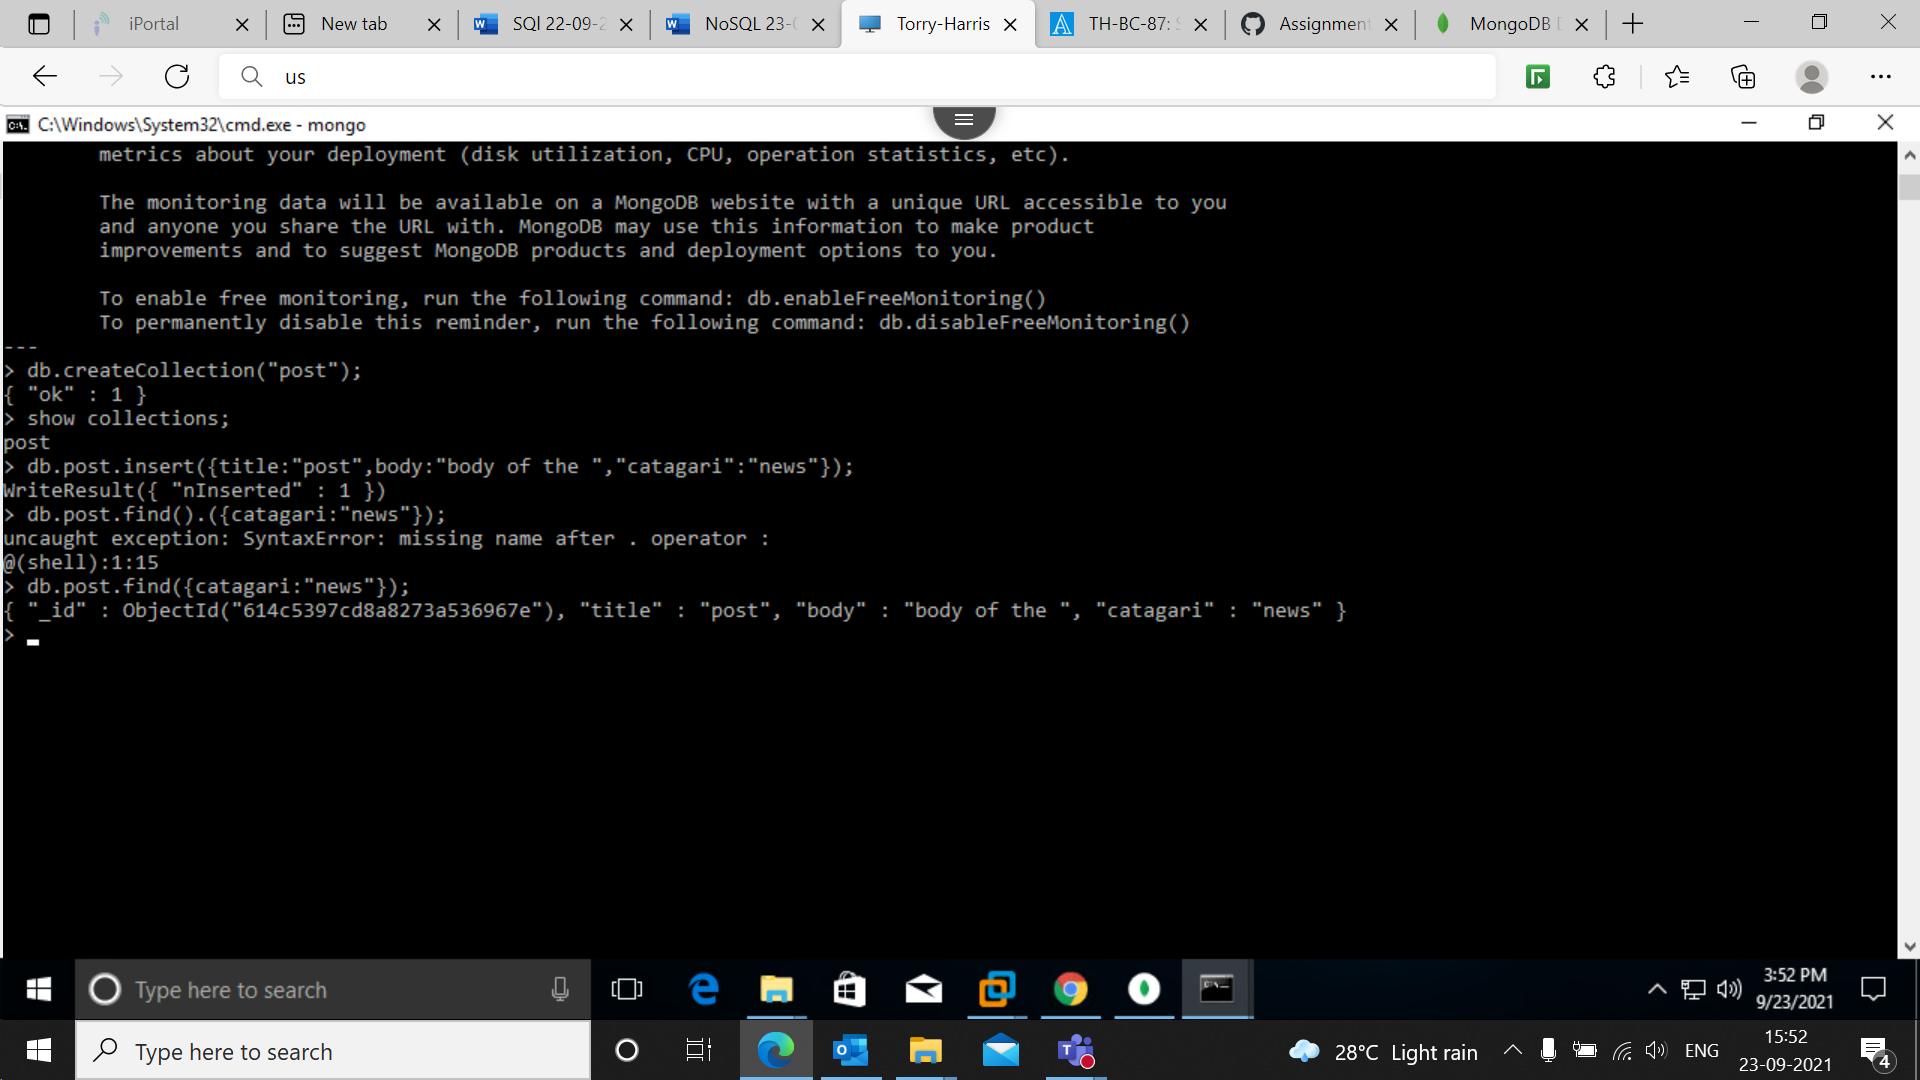 iPortal
New tab
SQl 22-09-2
NoSQL 23-0
Torry-Harris
TH-BC-87: S
Assignment
MongoDB D
us
C:\Windows\System32\cmd.exe - mongo
metrics about your deployment (disk utilization, CPU, operation statistics, etc).
The monitoring data will be available on a MongoDB website with a unique URL accessible to you
and anyone you share the URL with. MongoDB may use this information to make product
improvements and to suggest MongoDB products and deployment options to you.
To enable free monitoring, run the following command: db.enableFreeMonitoring()
To permanently disable this reminder, run the following command: db.disableFreeMonitoring()
---
> db.createCollection("post");
{ "ok" : 1 }
> show collections;
post
> db.post.insert({title:"post",body:"body of the ","catagari":"news"});
WriteResult({ "nInserted" : 1 })
> db.post.find().({catagari:"news"});
uncaught exception: SyntaxError: missing name after . operator :
@(shell):1:15
> db.post.find({catagari:"news"});
{ "_id" : ObjectId("614c5397cd8a8273a536967e"), "title" : "post", "body" : "body of the ", "catagari" : "news" }
>
Type here to search
3:52 PM
9/23/2021
Type here to search
28°C Light rain
ENG
15:52
23-09-2021
4